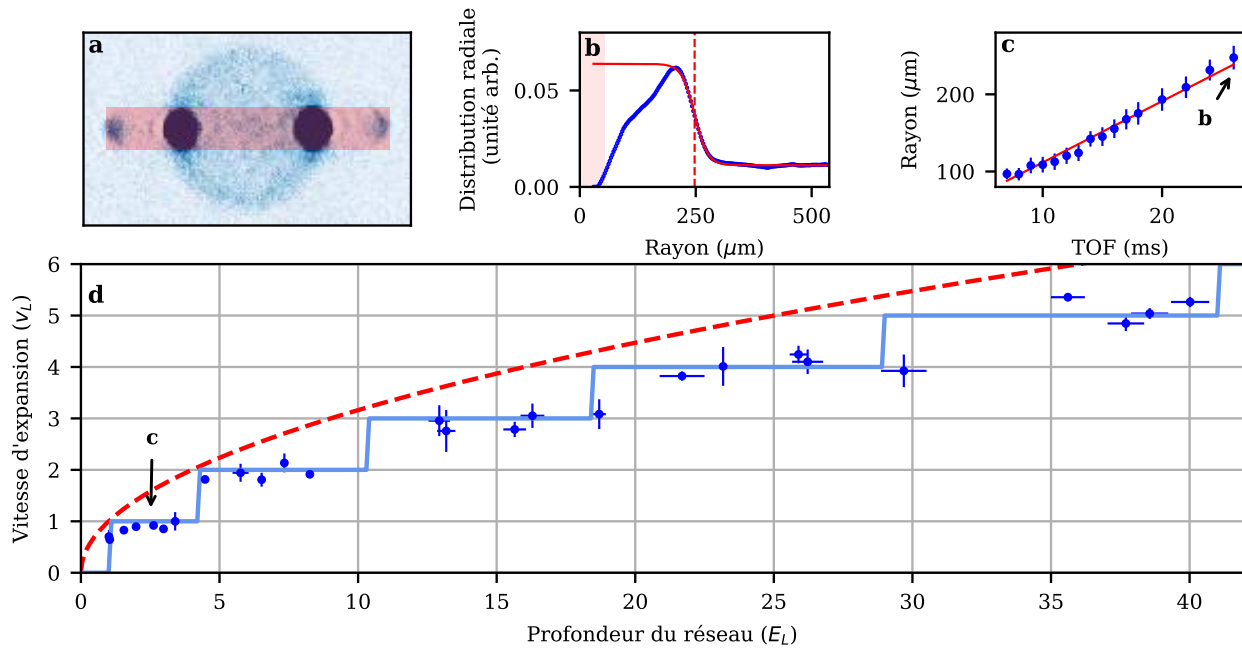 a
b
c
Distribution radiale
(unité arb.)
0.05
0.00
0
250
500
Rayon (μm)
Rayon (μm)
200
100
b
10
20
TOF (ms)
d
Vitesse d'expansion (v_L)
6
5
4
3
2
1
0
c
0
5
10
15
20
25
30
35
40
Profondeur du réseau (E_L)